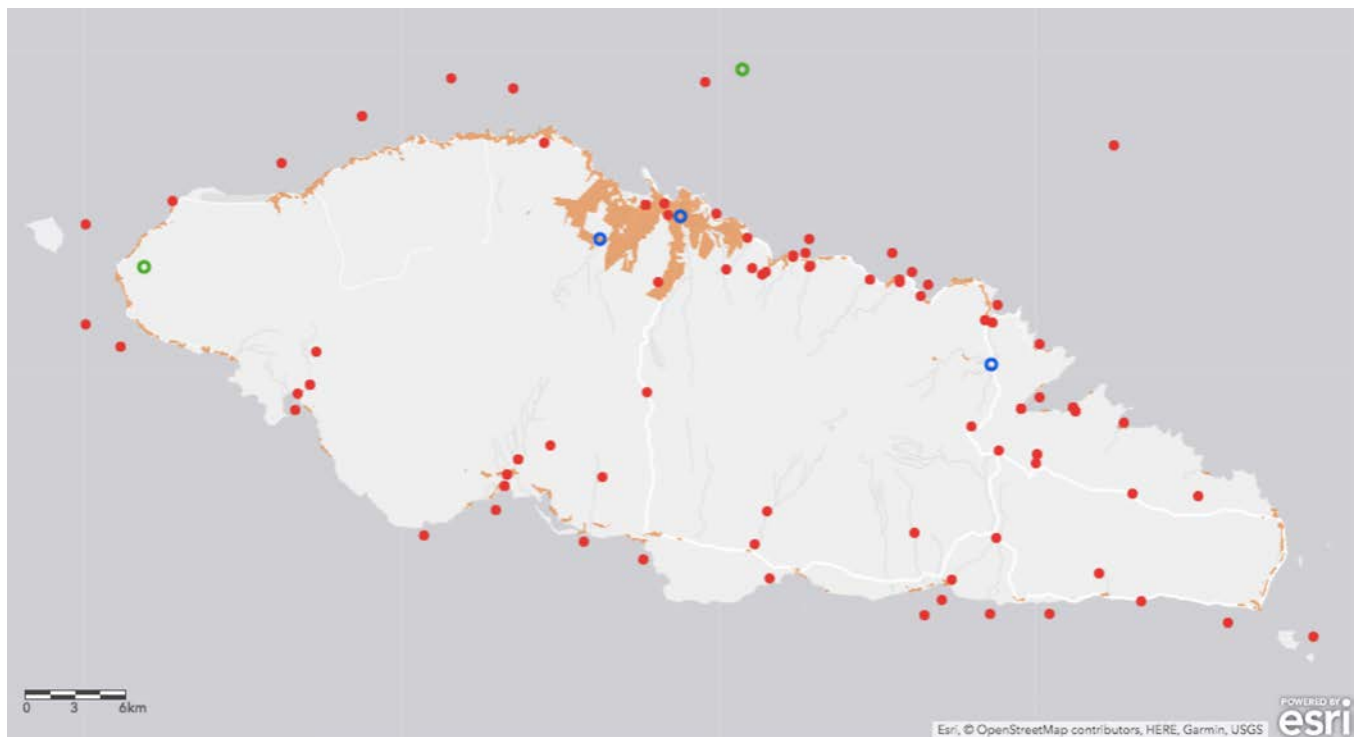 0 3 6km
Esri, © OpenStreetMap contributors, HERE, Garmin, USGS
POWERED BY
esri